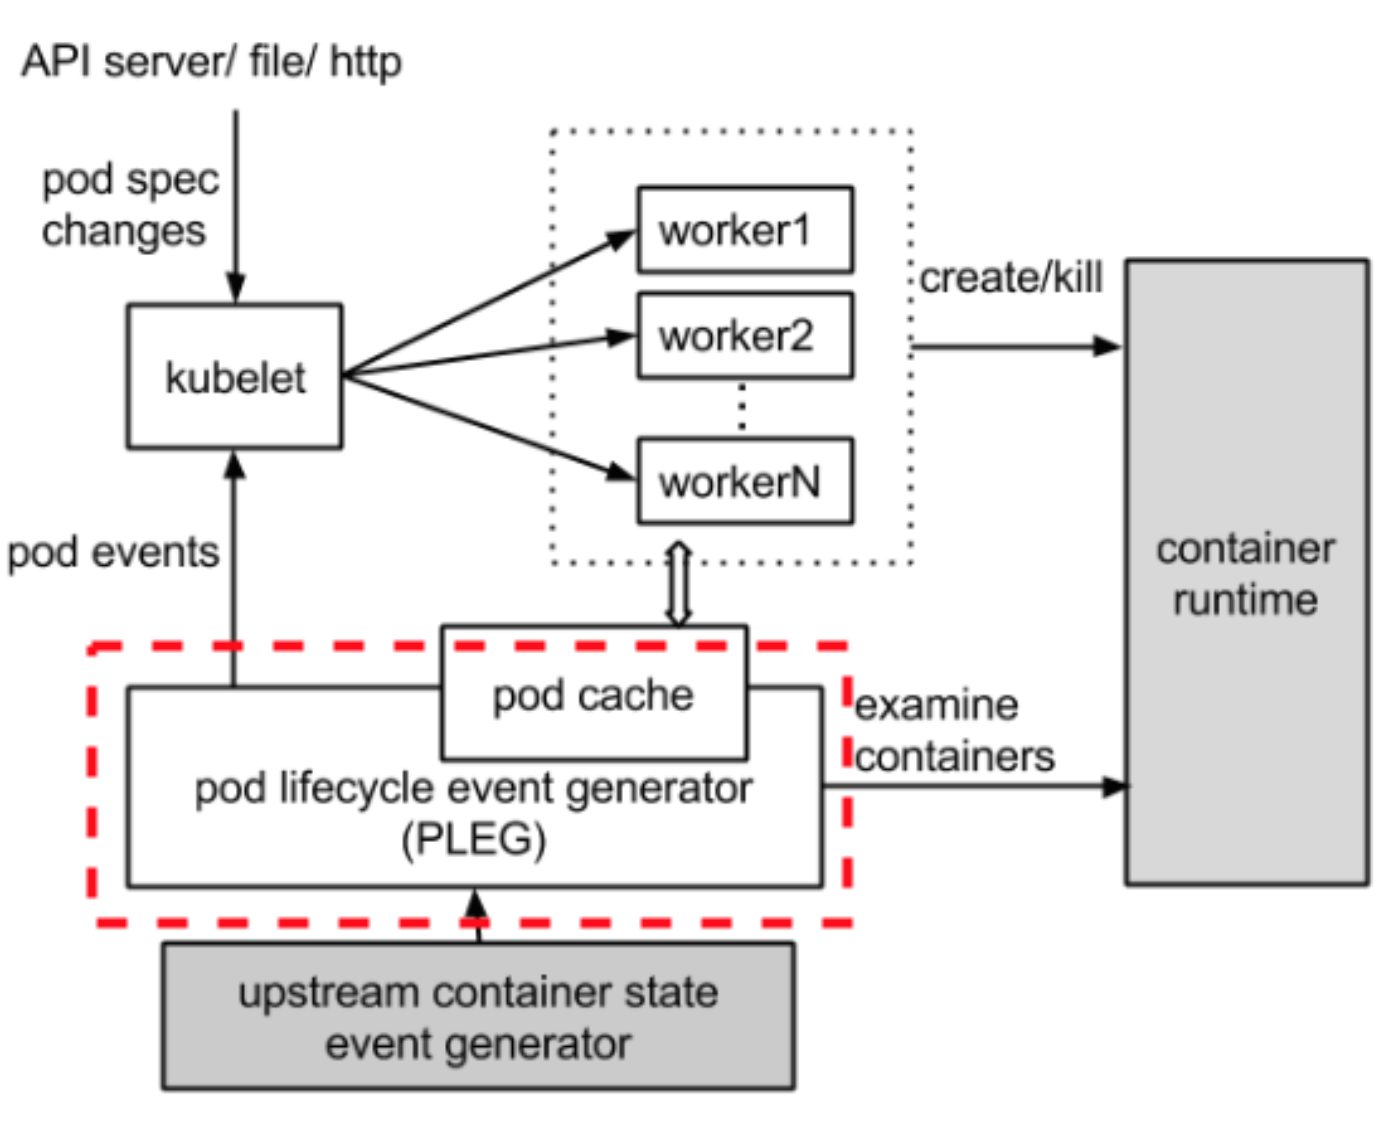 API server/ file/ http
pod spec
changes
kubelet
worker1
worker2
workerN
create/kill
container
runtime
pod events
pod cache
pod lifecycle event generator
(PLEG)
examine
containers
upstream container state
event generator